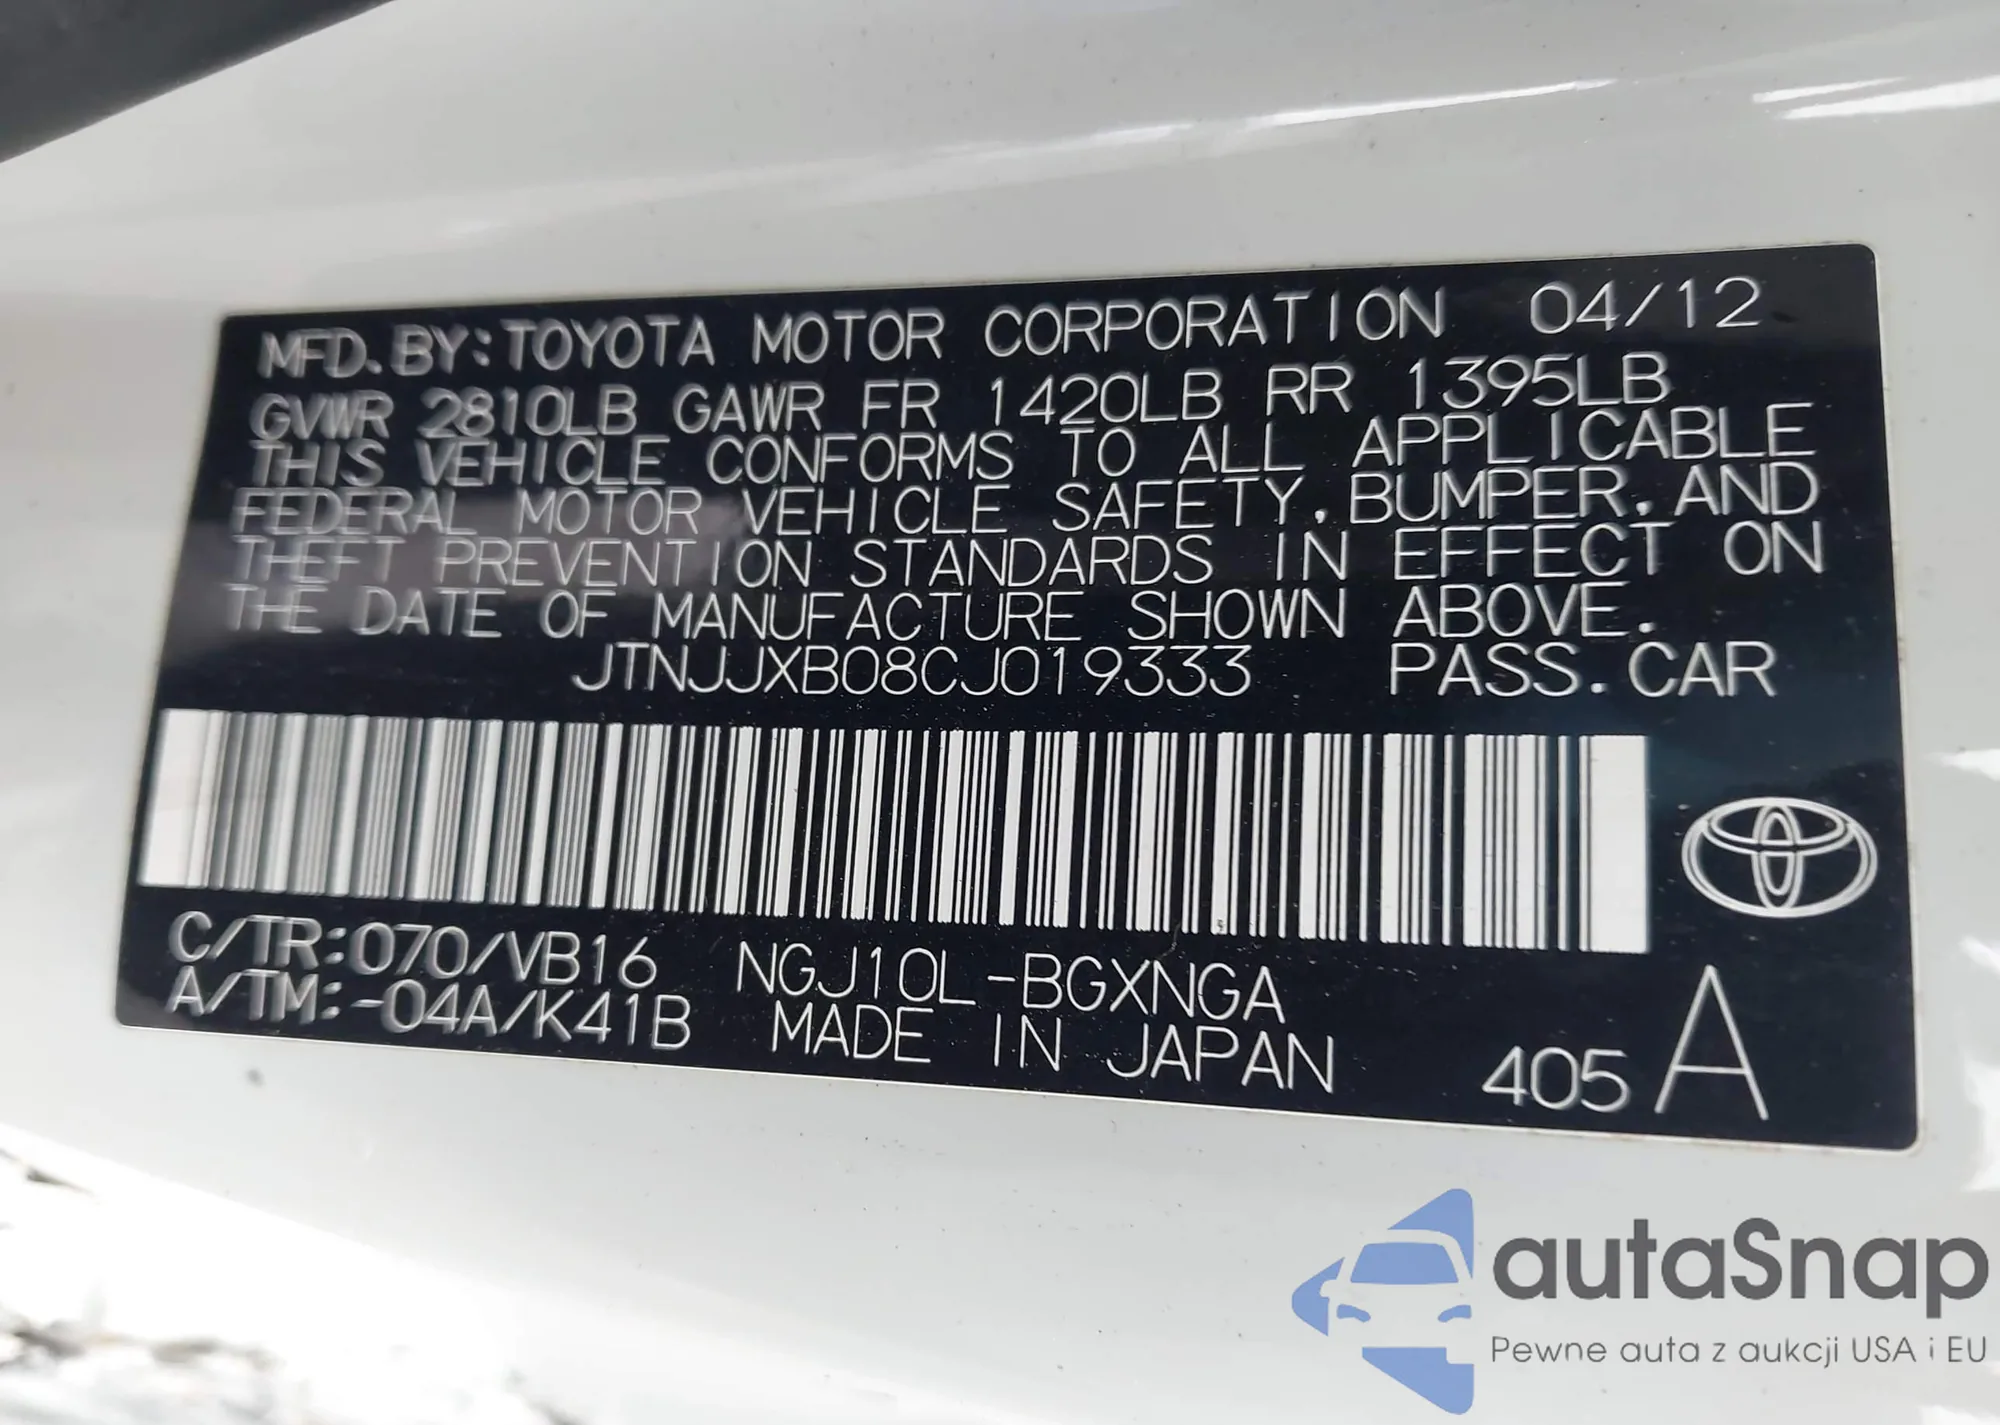 MFD. BY: TOYOTA MOTOR CORPORATION 04/12
GVWR 2810LB GAWR FR 1420LB RR 1395LB
THIS VEHICLE CONFORMS TO ALL APPLICABLE
FEDERAL MOTOR VEHICLE SAFETY, BUMPER, AND
THEFT PREVENTION STANDARDS IN EFFECT ON
THE DATE OF MANUFACTURE SHOWN ABOVE.
JTNJJXB08CJ019333 PASS. CAR
C/TR:070/VB16 NGJ10L-BGXNGA
A/TM:-04A/K41B MADE IN JAPAN 405 A
autaSnap
Pewne auta z aukcji USA i EU